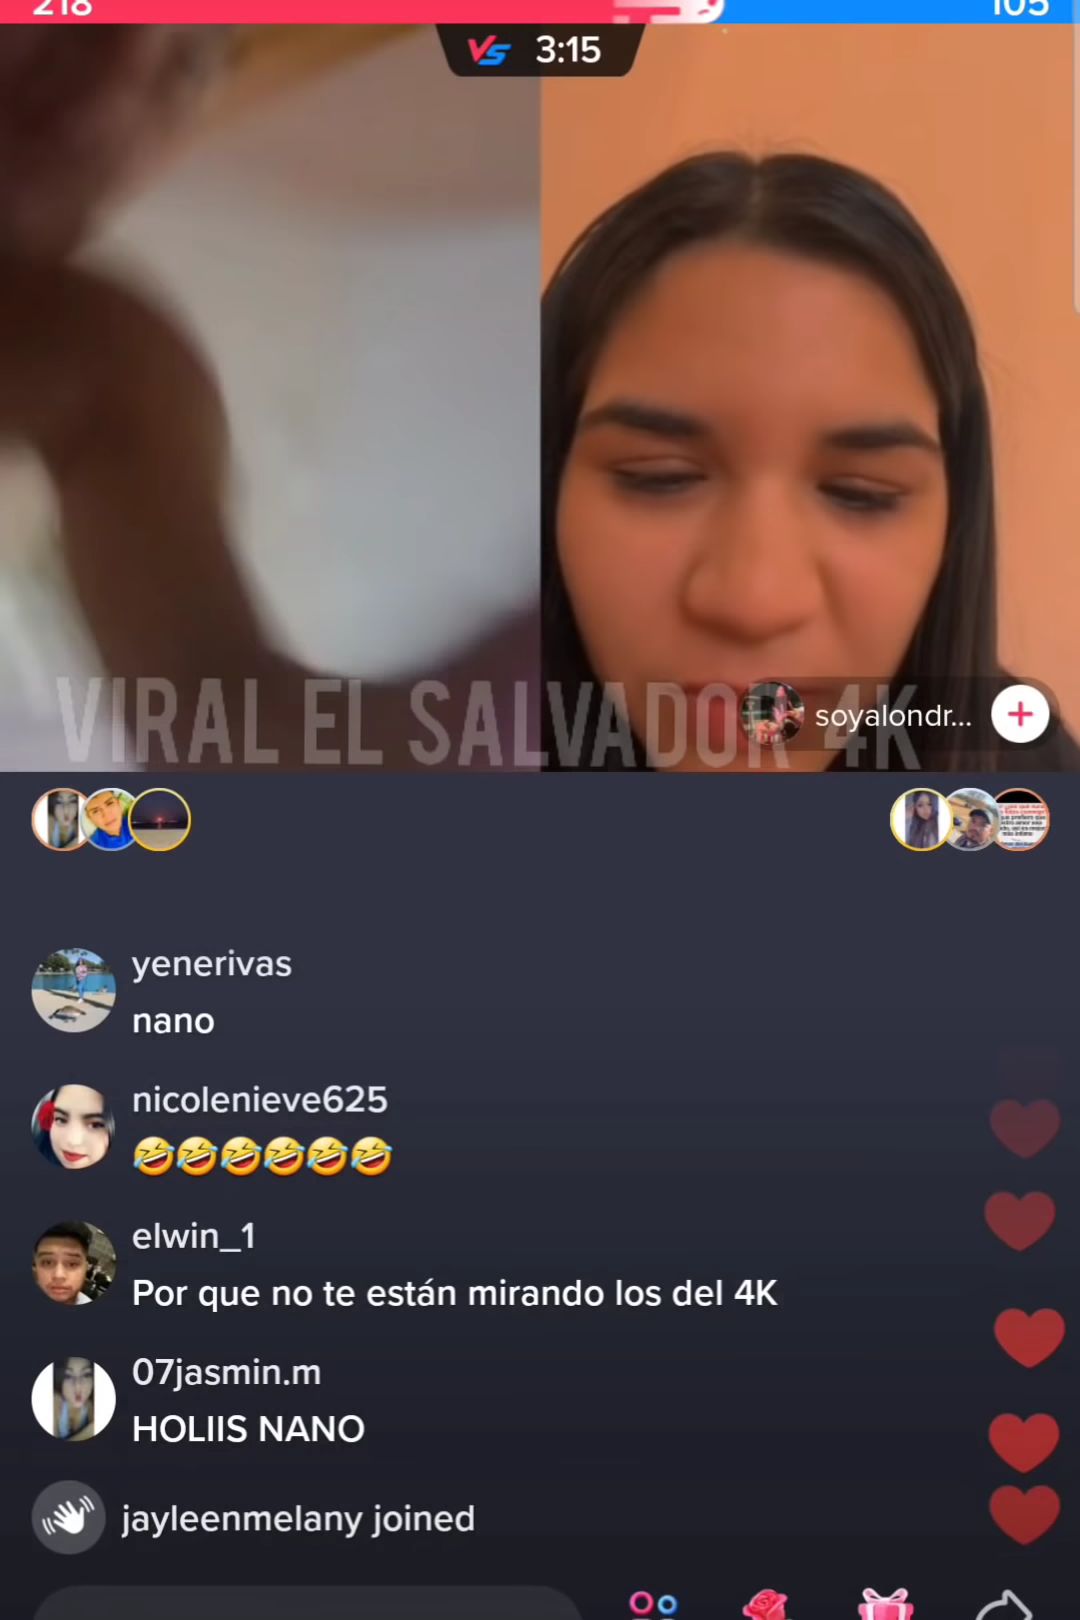 218
105
VS 3:15
VIRAL EL SALVADOR 4K
soyalondr...
yenerivas
nano
nicolenieve625
🤣🤣🤣🤣🤣🤣
elwin_1
Por que no te están mirando los del 4K
07jasmin.m
HOLIIS NANO
jayleenmelany joined